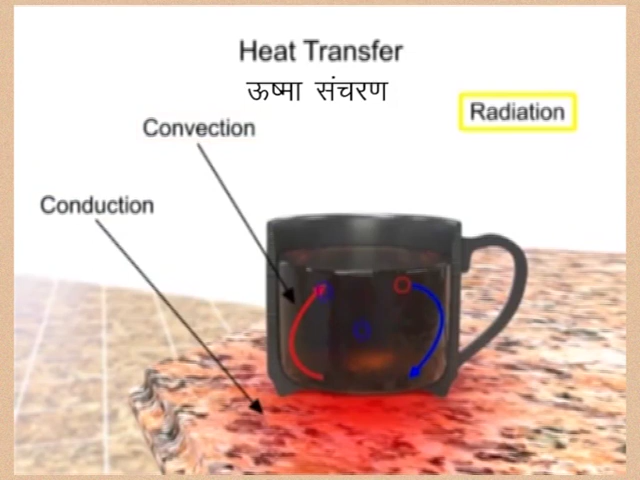 Heat Transfer
ऊष्मा संचरण
Radiation
Convection
Conduction